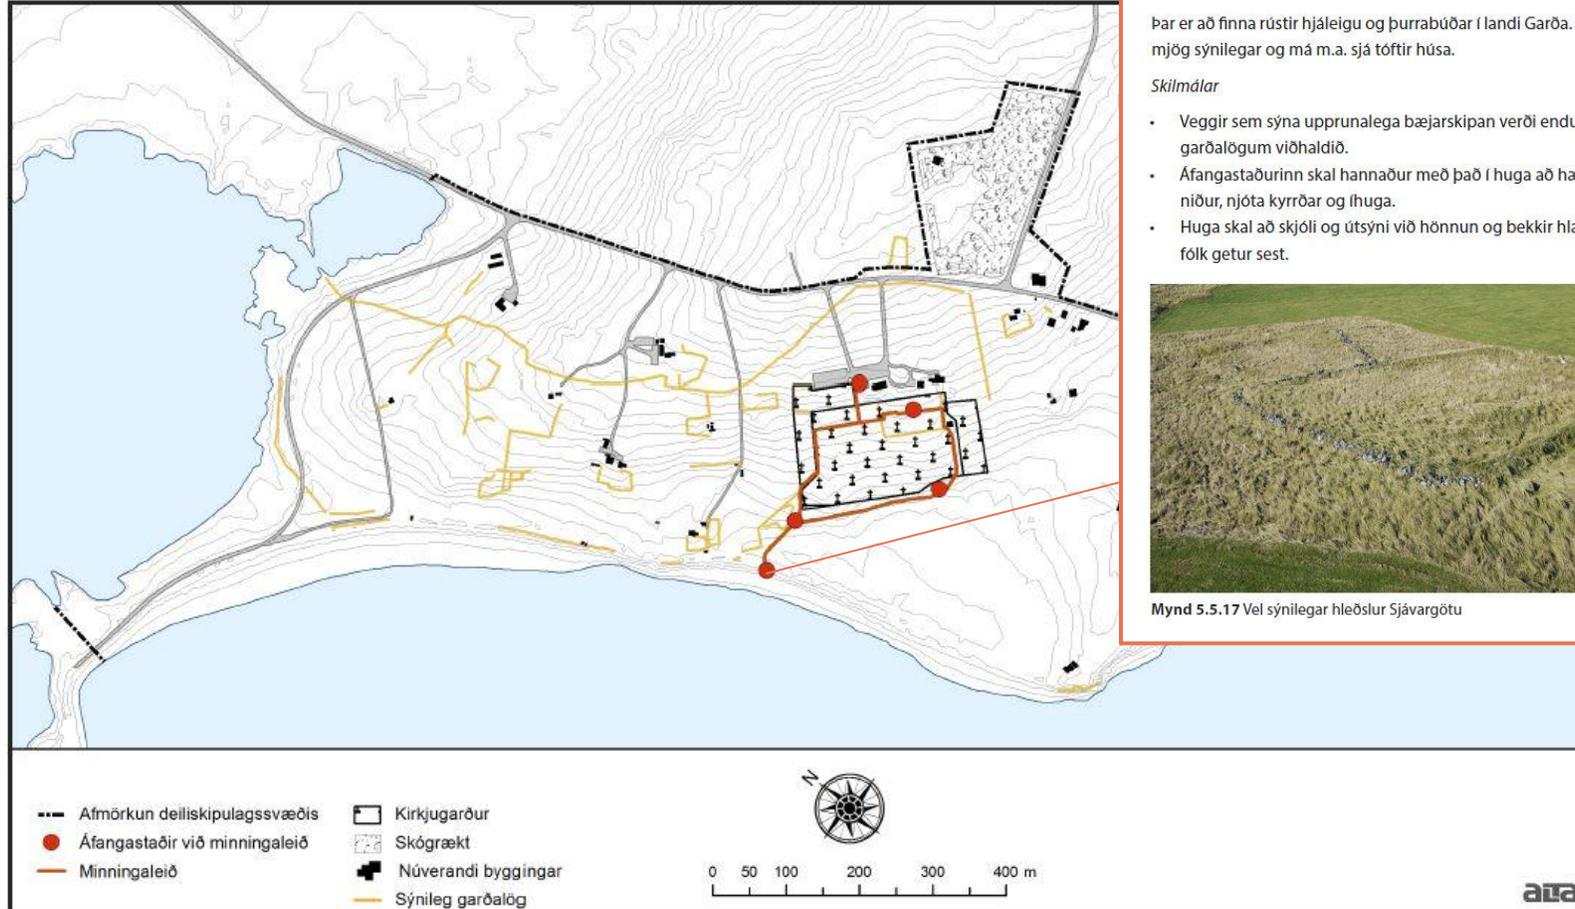 Þar er að finna rústir hjáleigu og þurrabúðar í landi Garða.
mjög sýnilegar og má m.a. sjá tóftir húsa.
Skilmálar
• Veggir sem sýna upprunalega bæjarskipan verði
garðalögum viðhaldið.
• Áfangastaðurinn skal hannaður með það í huga að
niður, njóta kyrrðar og íhuga.
• Huga skal að skjóli og útsýni við hönnun og bekkir
fólk getur sest.
Mynd 5.5.17 Vel sýnilegar hleðslur Sjávargötu
Afmörkun deiliskipulagssvæðis
Áfangastaðir við minningaleið
Minningaleið
Kirkjugarður
Skógrækt
Núverandi byggingar
Sýnileg garðalög
N
0 50 100 200 300 400 m
alta